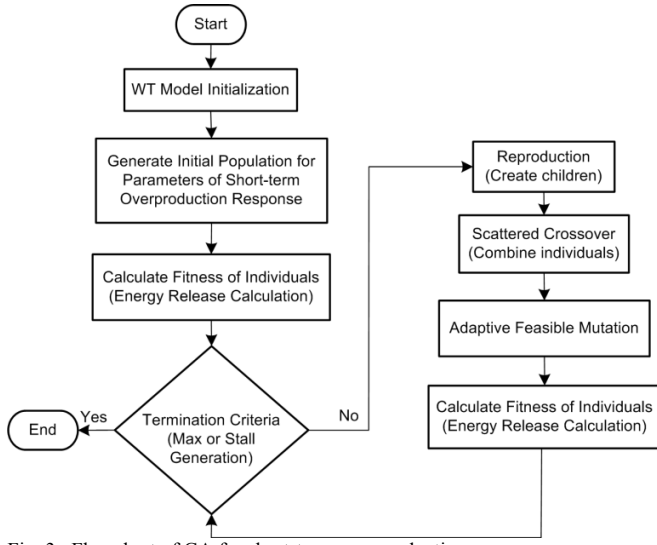 Start
WT Model Initialization
Generate Initial Population for
Parameters of Short-term
Overproduction Response
Calculate Fitness of Individuals
(Energy Release Calculation)
Termination Criteria
(Max or Stall
Generation)
Yes
End
No
Reproduction
(Create children)
Scattered Crossover
(Combine individuals)
Adaptive Feasible Mutation
Calculate Fitness of Individuals
(Energy Release Calculation)